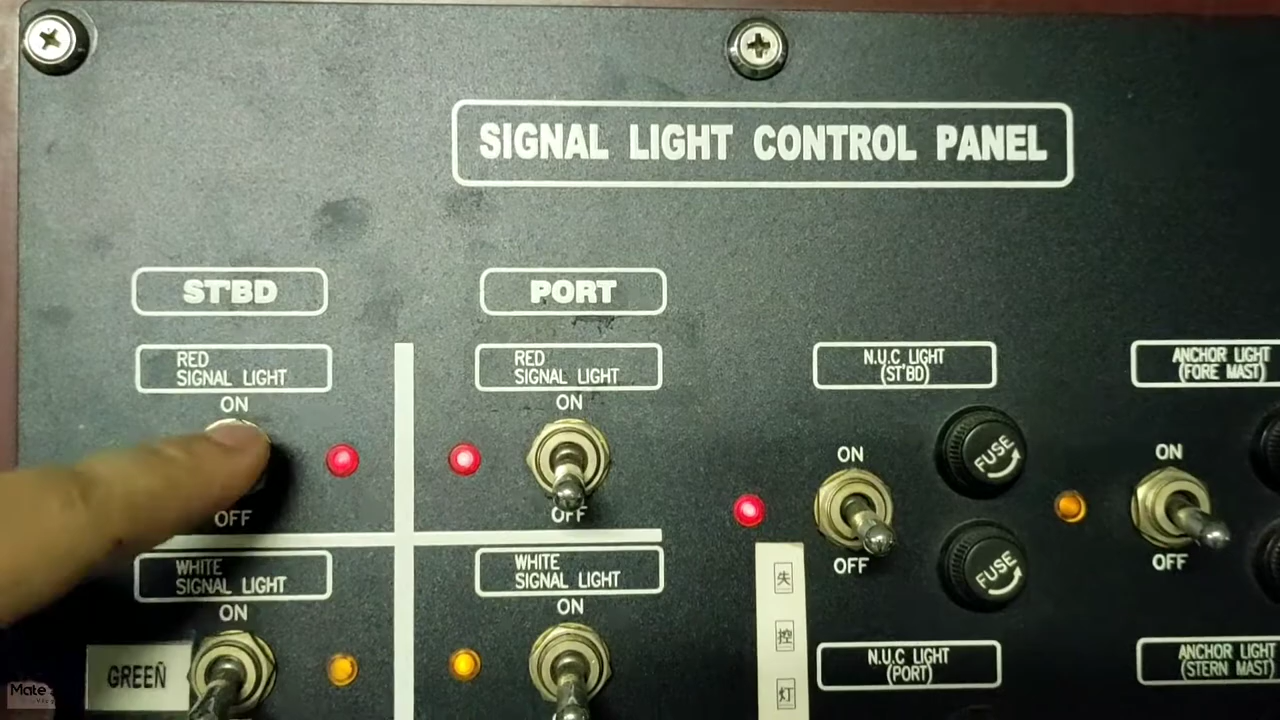 SIGNAL LIGHT CONTROL PANEL
ST'BD
PORT
RED
SIGNAL LIGHT
ON
OFF
RED
SIGNAL LIGHT
ON
OFF
N.U.C LIGHT
(ST'BD)
ON
OFF
FUSE
FUSE
ANCHOR LIGHT
(FORE MAST)
ON
OFF
WHITE
SIGNAL LIGHT
ON
GREEN
WHITE
SIGNAL LIGHT
ON
失
控
灯
N.U.C LIGHT
(PORT)
ANCHOR LIGHT
(STERN MAST)
Mate